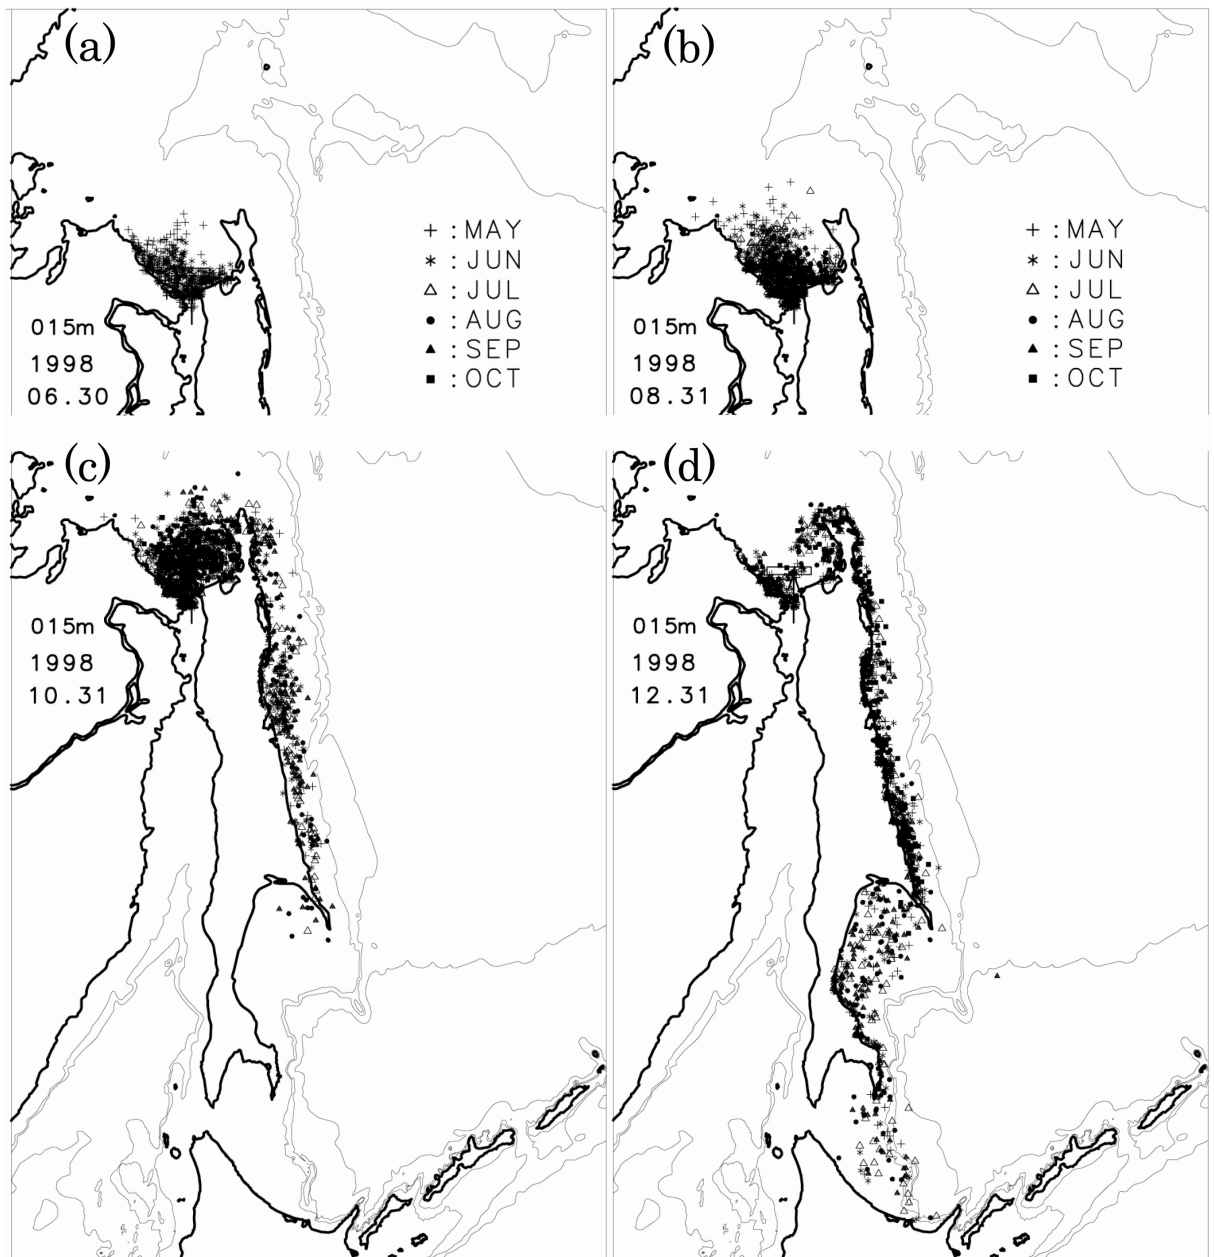 (a)
+ : MAY
* : JUN
△ : JUL
● : AUG
▲ : SEP
■ : OCT
015m
1998
06.30
(b)
+ : MAY
* : JUN
△ : JUL
● : AUG
▲ : SEP
■ : OCT
015m
1998
08.31
(c)
015m
1998
10.31
(d)
015m
1998
12.31